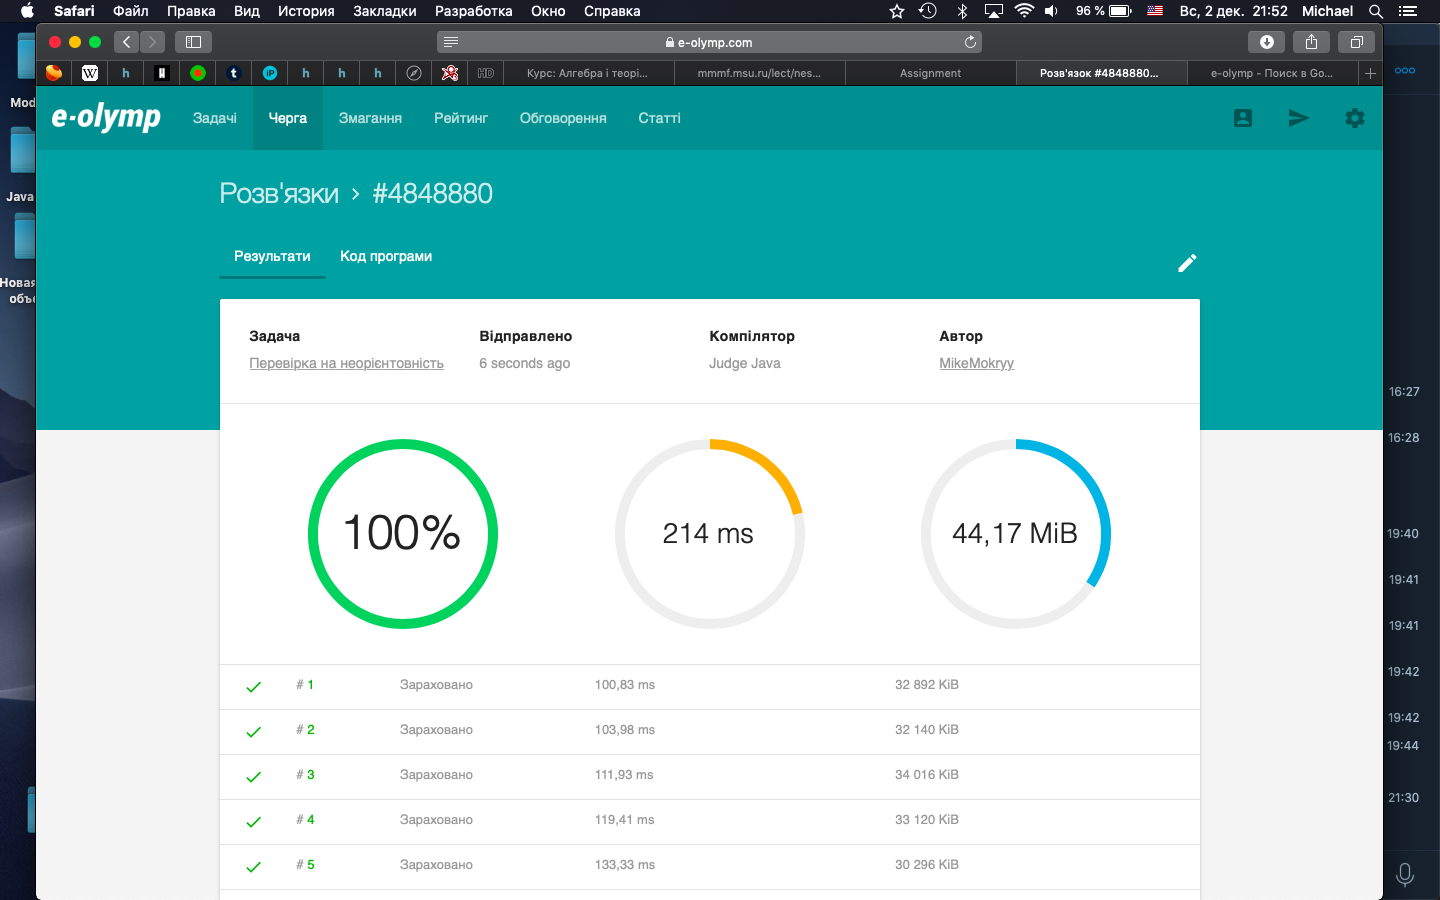 Safari Файл Правка Вид История Закладки Разработка Окно Справка 96 % Вс, 2 дек. 21:52 Michael
e-olymp.com
W h H t iP h h h HD Курс: Алгебра і теорі... mmmf.msu.ru/lect/nes... Assignment Розв'язок #4848880... e-olymp - Поиск в Go...
Mod
Java
Новая
объе
e-olymp Задачі Черга Змагання Рейтинг Обговорення Статті
Розв'язки › #4848880
Результати Код програми
Задача Відправлено Компілятор Автор
Перевірка на неорієнтовність 6 seconds ago Judge Java MikeMokryy
100% 214 ms 44,17 MiB
# 1 Зараховано 100,83 ms 32 892 KiB
# 2 Зараховано 103,98 ms 32 140 KiB
# 3 Зараховано 111,93 ms 34 016 KiB
# 4 Зараховано 119,41 ms 33 120 KiB
# 5 Зараховано 133,33 ms 30 296 KiB
16:27
16:28
19:40
19:41
19:41
19:42
19:42
19:44
21:30